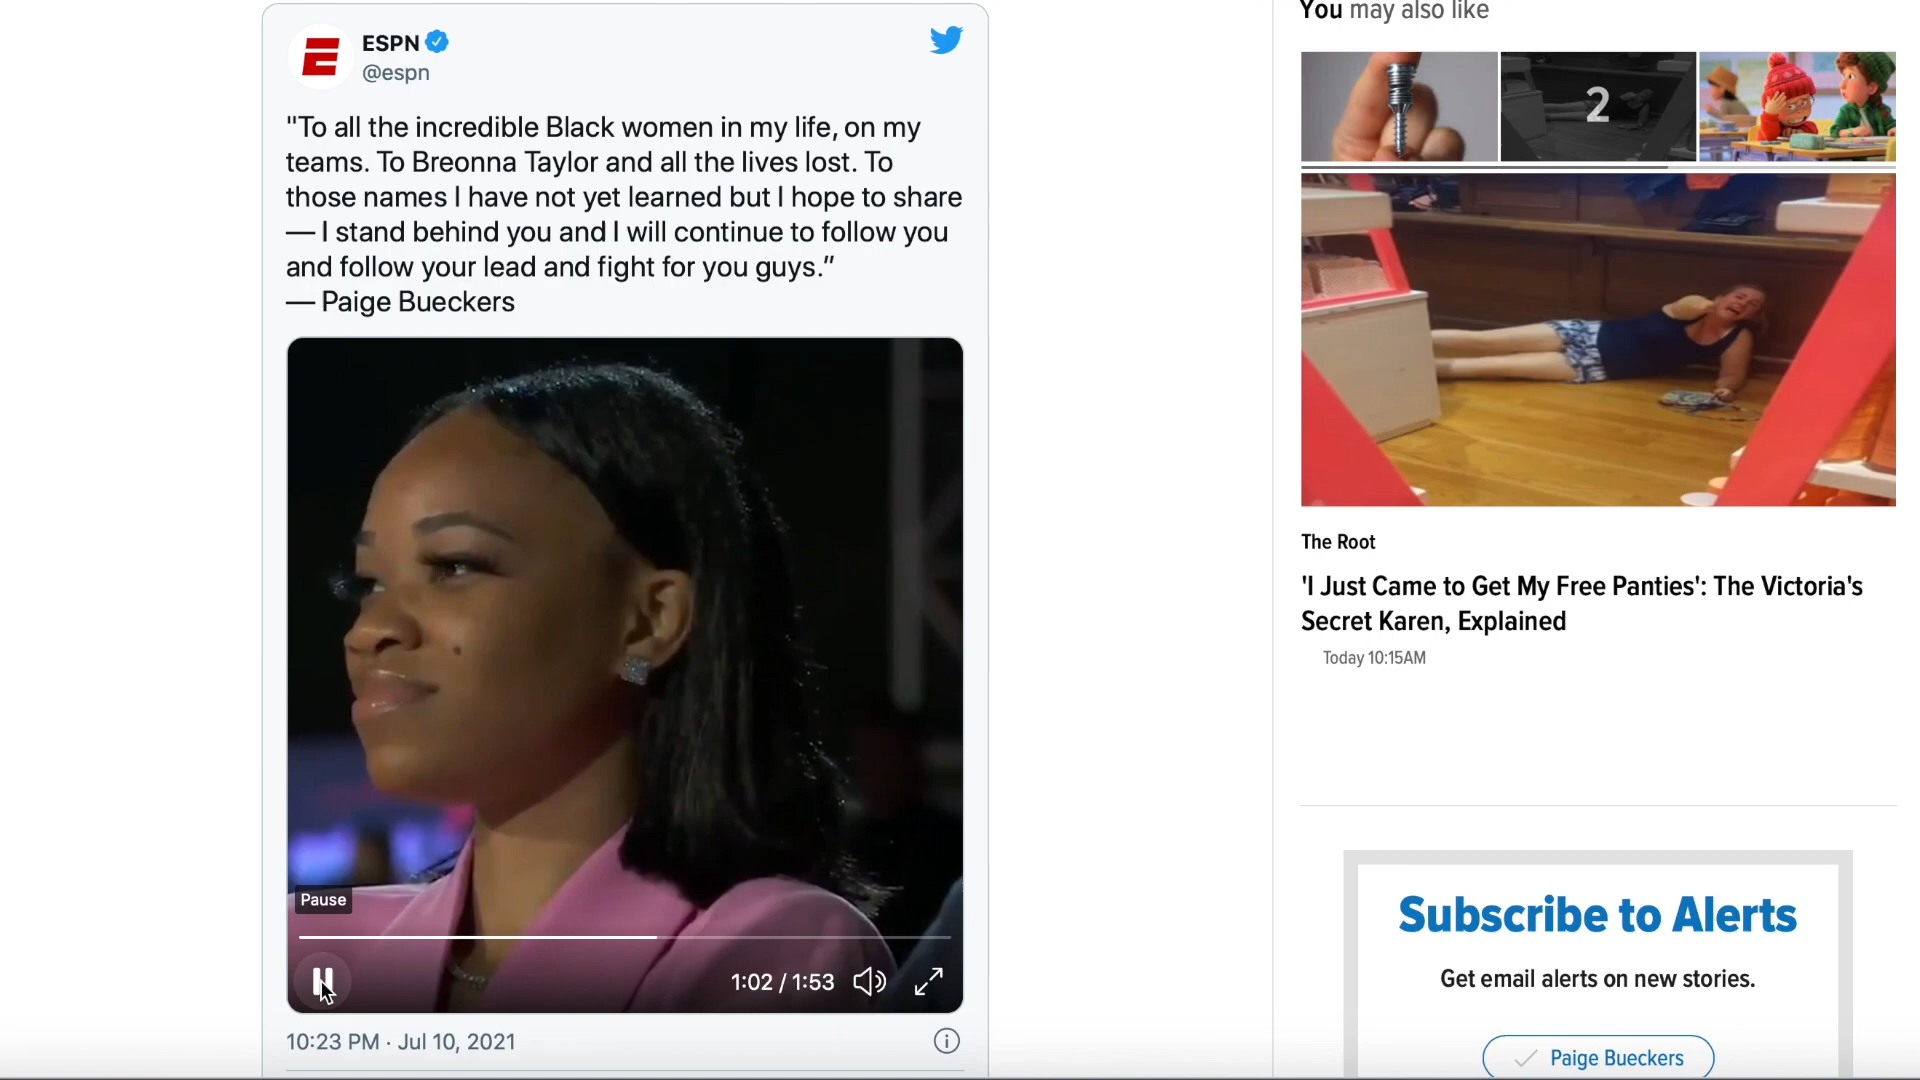 ESPN
@espn
"To all the incredible Black women in my life, on my
teams. To Breonna Taylor and all the lives lost. To
those names I have not yet learned but I hope to share
— I stand behind you and I will continue to follow you
and follow your lead and fight for you guys.”
— Paige Bueckers
Pause
1:02 / 1:53
10:23 PM · Jul 10, 2021
You may also like
2
The Root
'I Just Came to Get My Free Panties': The Victoria's
Secret Karen, Explained
Today 10:15AM
Subscribe to Alerts
Get email alerts on new stories.
Paige Bueckers